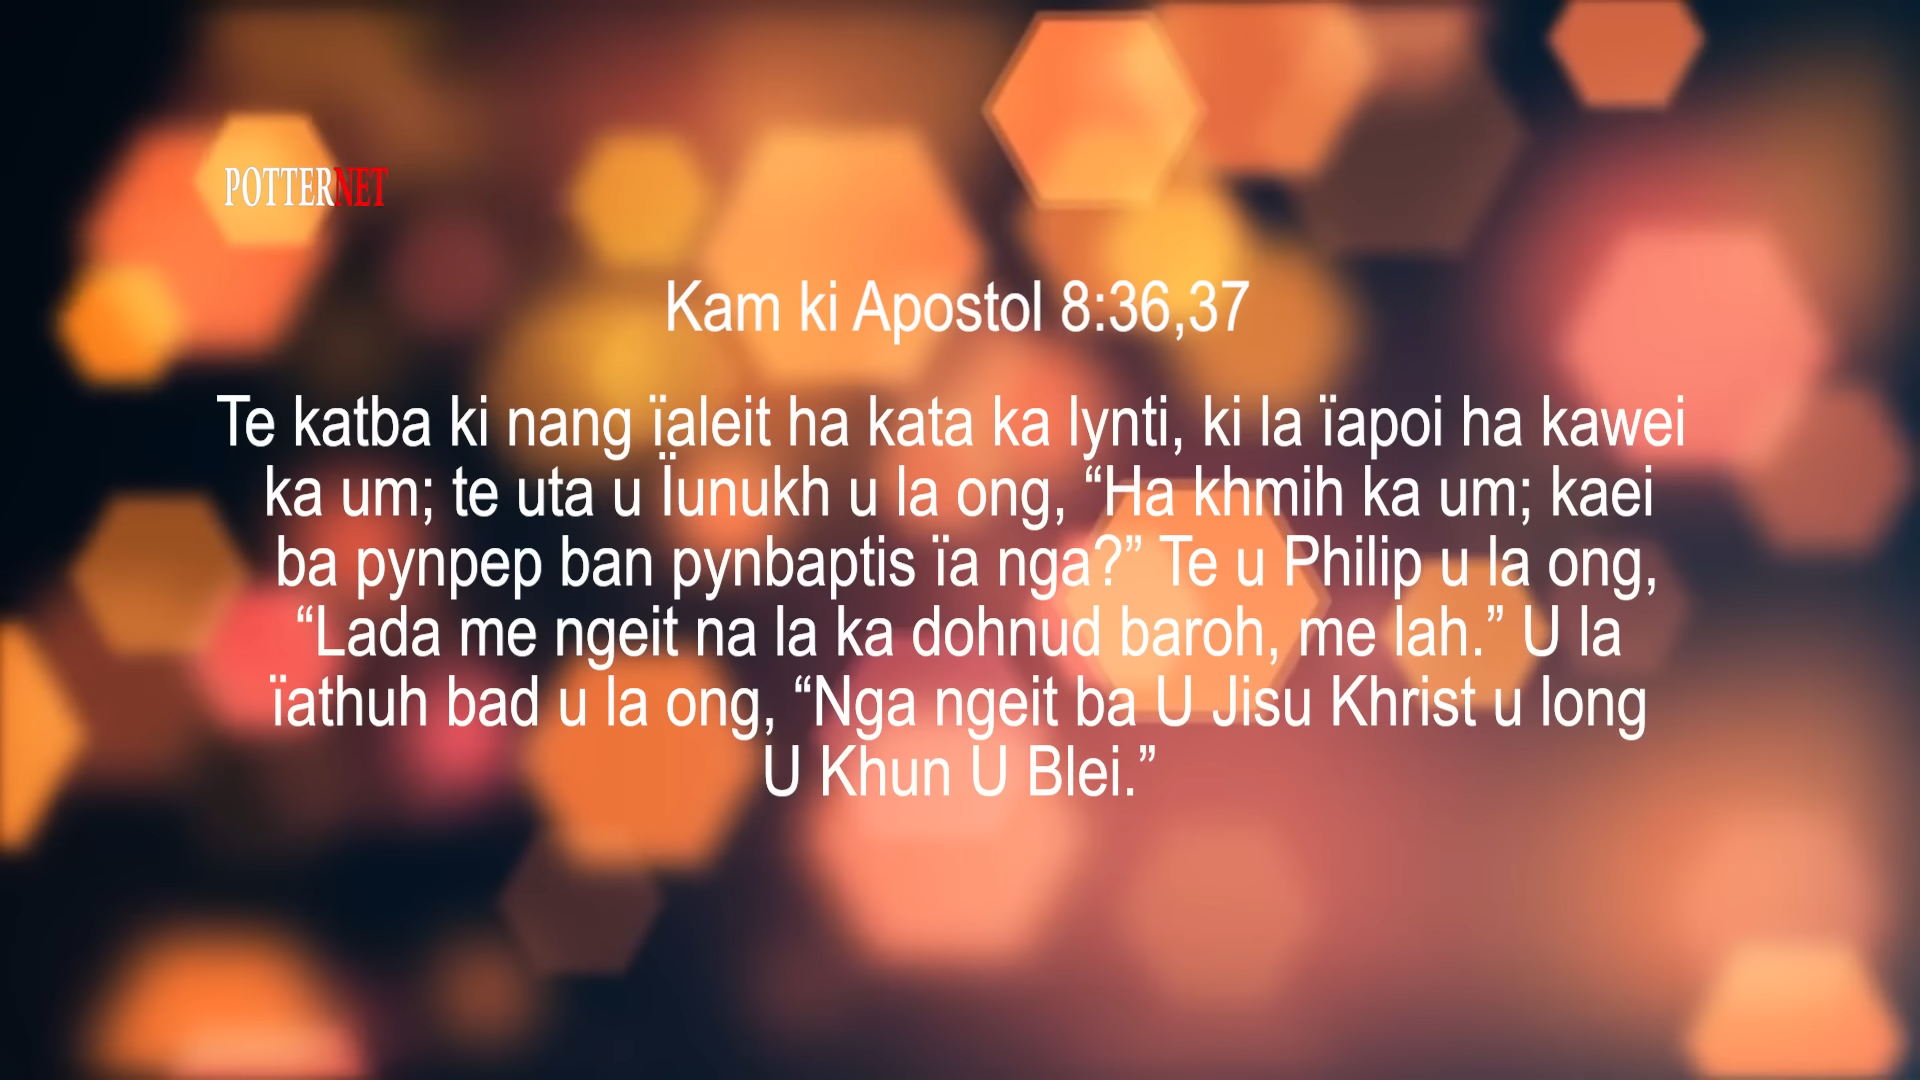 POTTERNET
Kam ki Apostol 8:36,37
Te katba ki nang ïaleit ha kata ka lynti, ki la ïapoi ha kawei
ka um; te uta u Ïunukh u la ong, “Ha khmih ka um; kaei
ba pynpep ban pynbaptis ïa nga?” Te u Philip u la ong,
“Lada me ngeit na la ka dohnud baroh, me lah.” U la
ïathuh bad u la ong, “Nga ngeit ba U Jisu Khrist u long
U Khun U Blei.”